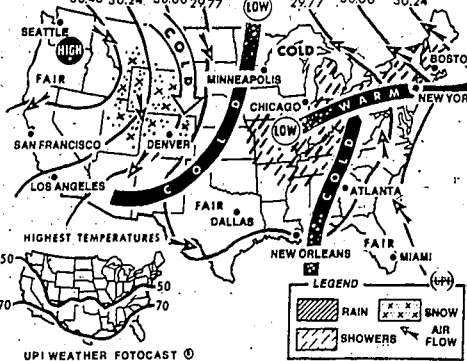 30.24 29.77
LOW
29.77 30.00 30.24
SEATTLE
HIGH
COLD
COLD
BOSTON
FAIR
MINNEAPOLIS
CHICAGO
WARM
NEW YORK
LOW
SAN FRANCISCO
DENVER
COLD
COLD
LOS ANGELES
ATLANTA
FAIR
DALLAS
HIGHEST TEMPERATURES
NEW ORLEANS
FAIR
MIAMI
50
50
70
70
LEGEND
UPI
RAIN
SNOW
SHOWERS
AIR
FLOW
UPI WEATHER FOTOCAST ®